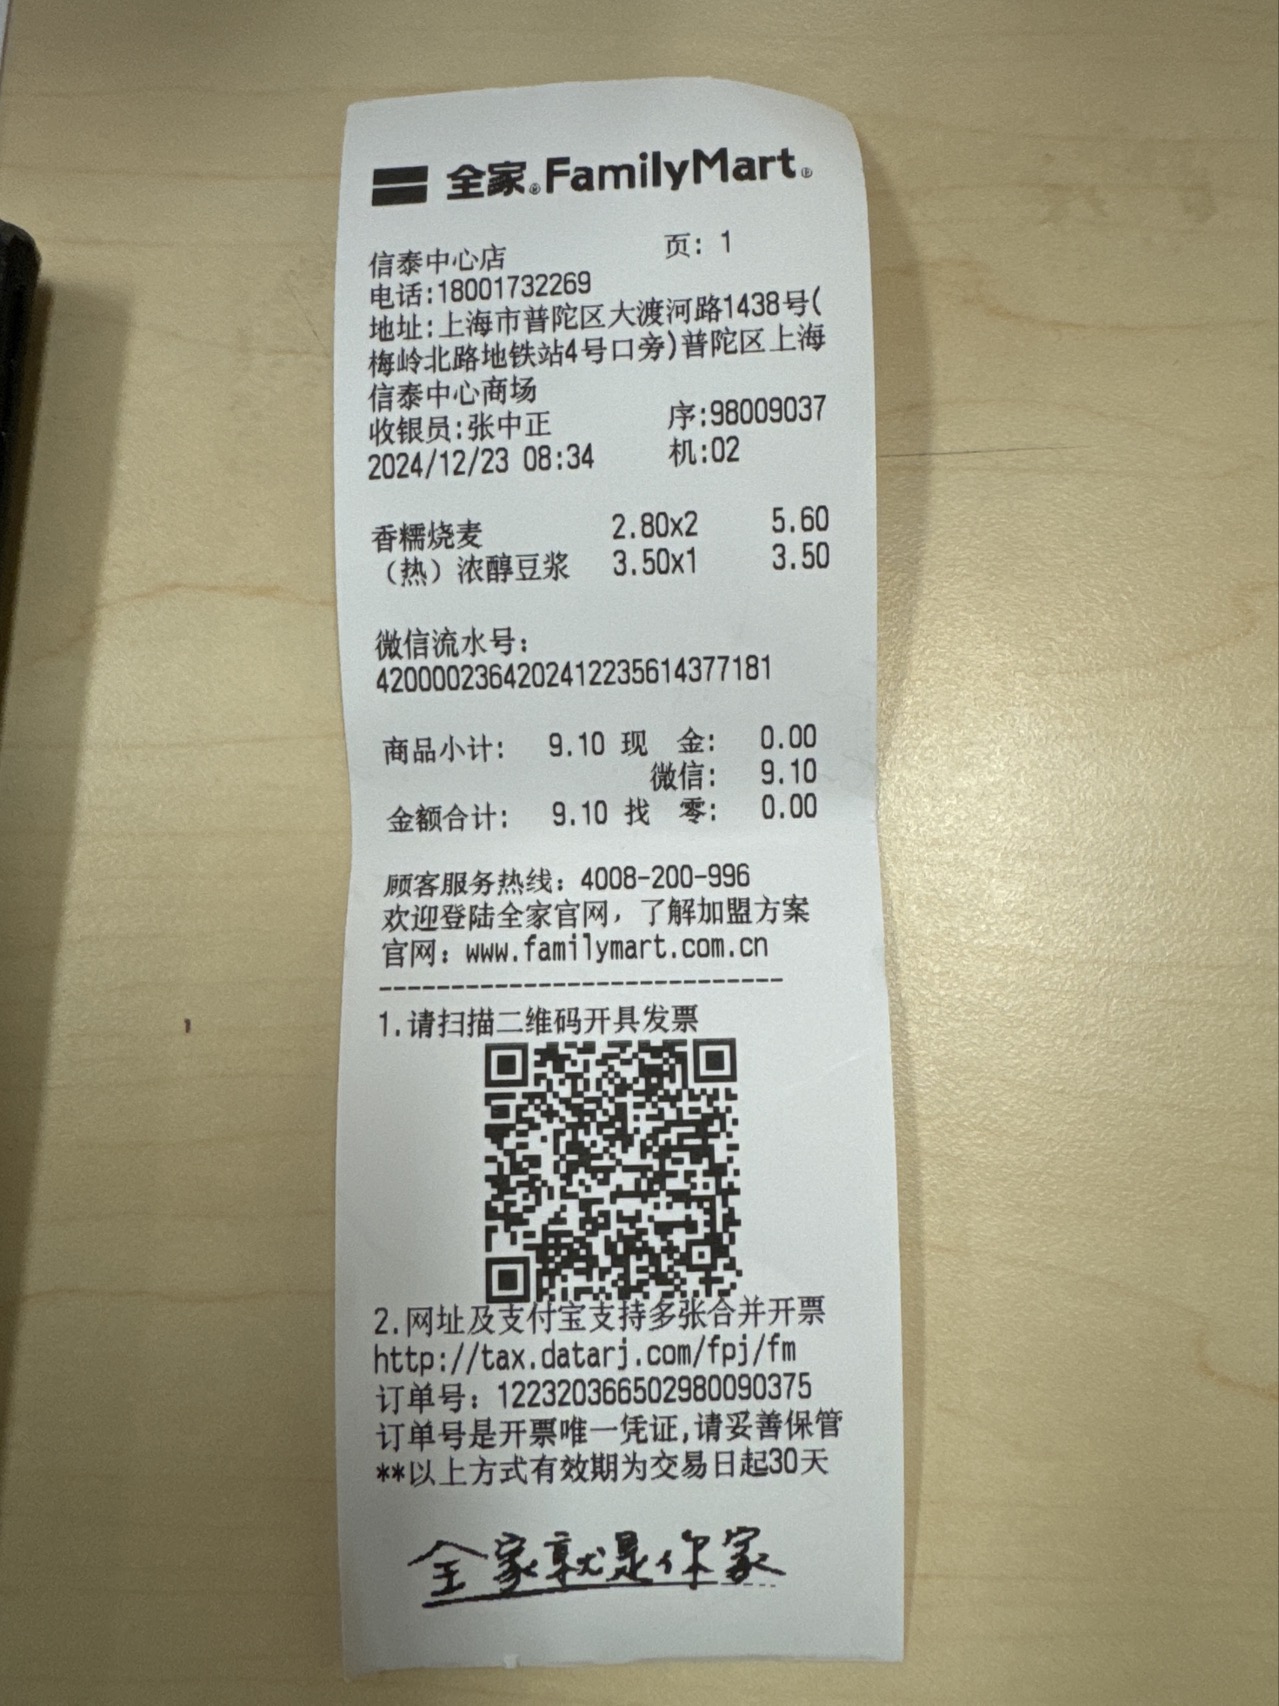 全家®FamilyMart®
信泰中心店 页: 1
电话:18001732269
地址:上海市普陀区大渡河路1438号(
梅岭北路地铁站4号口旁)普陀区上海
信泰中心商场
收银员:张中正 序:98009037
2024/12/23 08:34 机:02
香糯烧麦 2.80x2 5.60
（热）浓醇豆浆 3.50x1 3.50
微信流水号:
4200002364202412235614377181
商品小计: 9.10 现 金: 0.00
微信: 9.10
金额合计: 9.10 找 零: 0.00
顾客服务热线: 4008-200-996
欢迎登陆全家官网，了解加盟方案
官网: www.familymart.com.cn
----------------------------
1.请扫描二维码开具发票
2.网址及支付宝支持多张合并开票
http://tax.datarj.com/fpj/fm
订单号: 122320366502980090375
订单号是开票唯一凭证,请妥善保管
**以上方式有效期为交易日起30天
全家就是你家